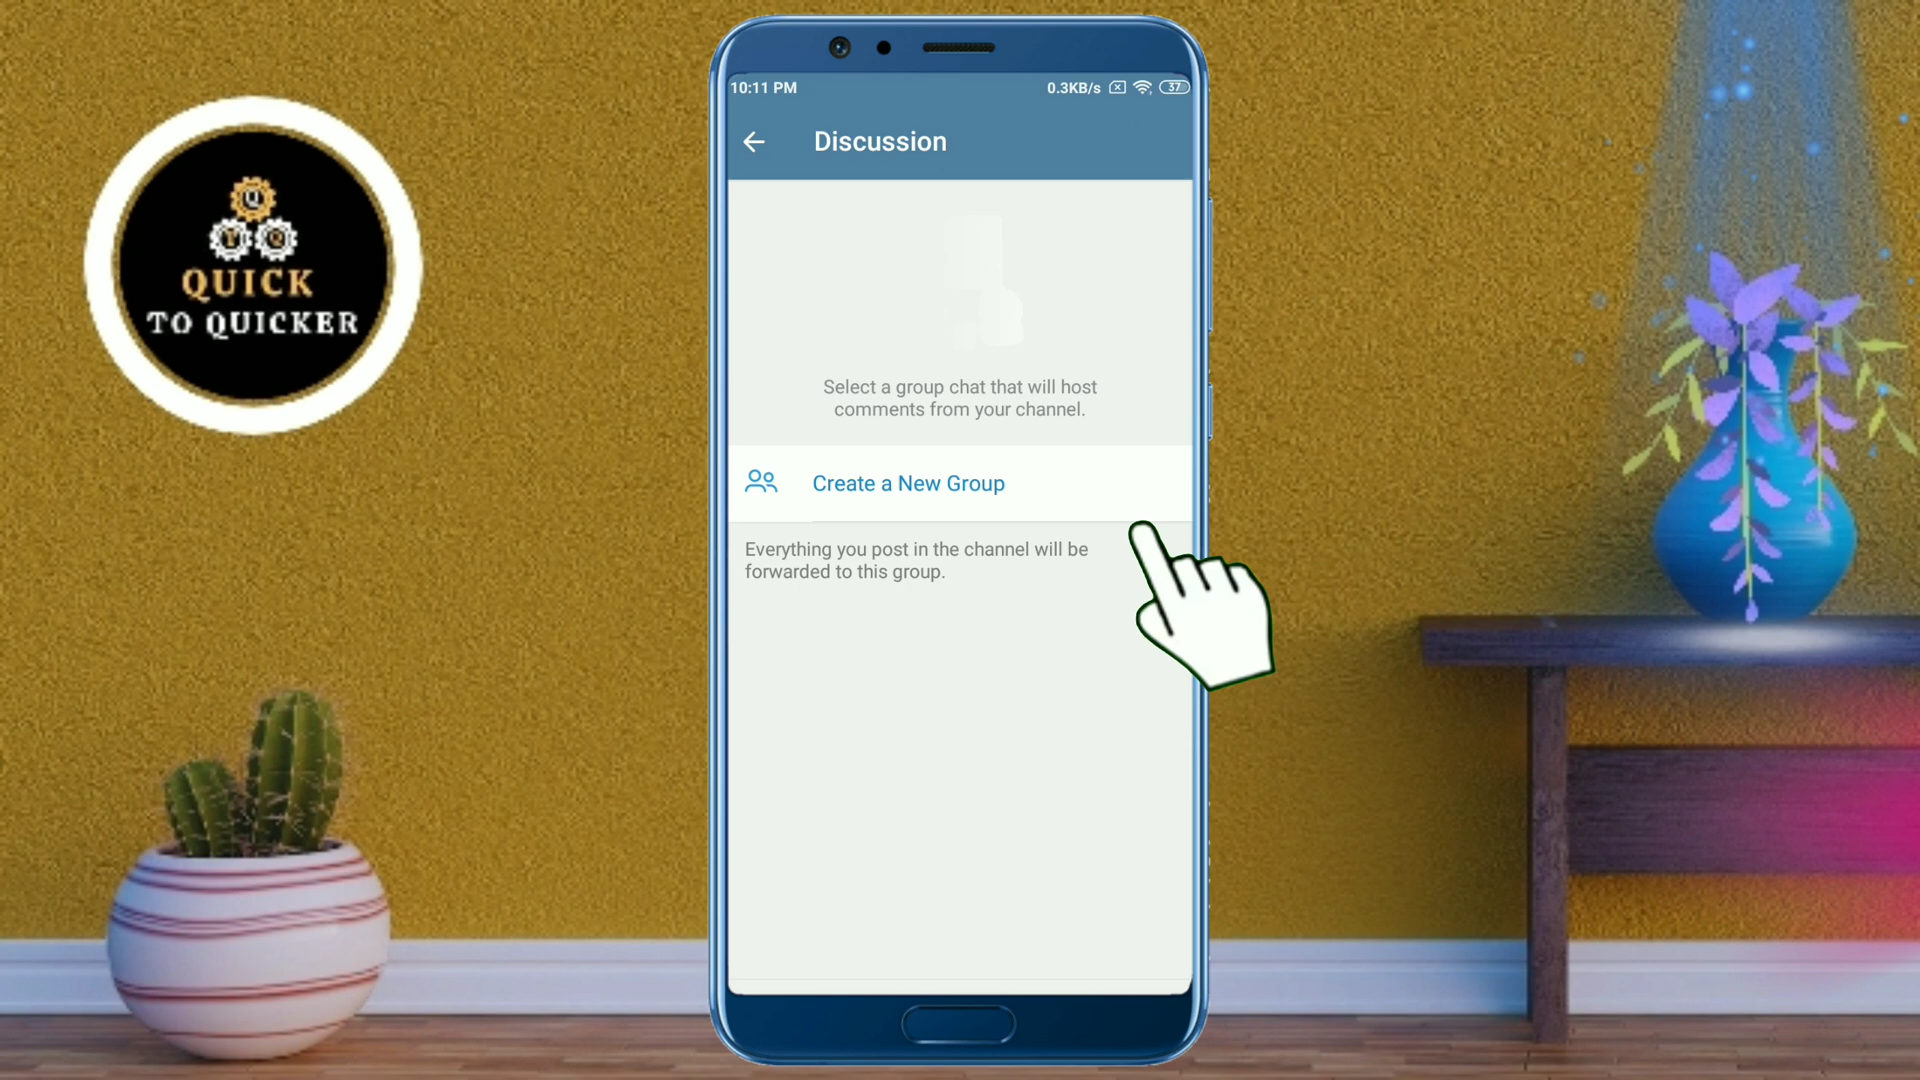 10:11 PM
0.3KB/s
37
Discussion
Select a group chat that will host
comments from your channel.
Create a New Group
Everything you post in the channel will be
forwarded to this group.
Q
T Q
QUICK
TO QUICKER